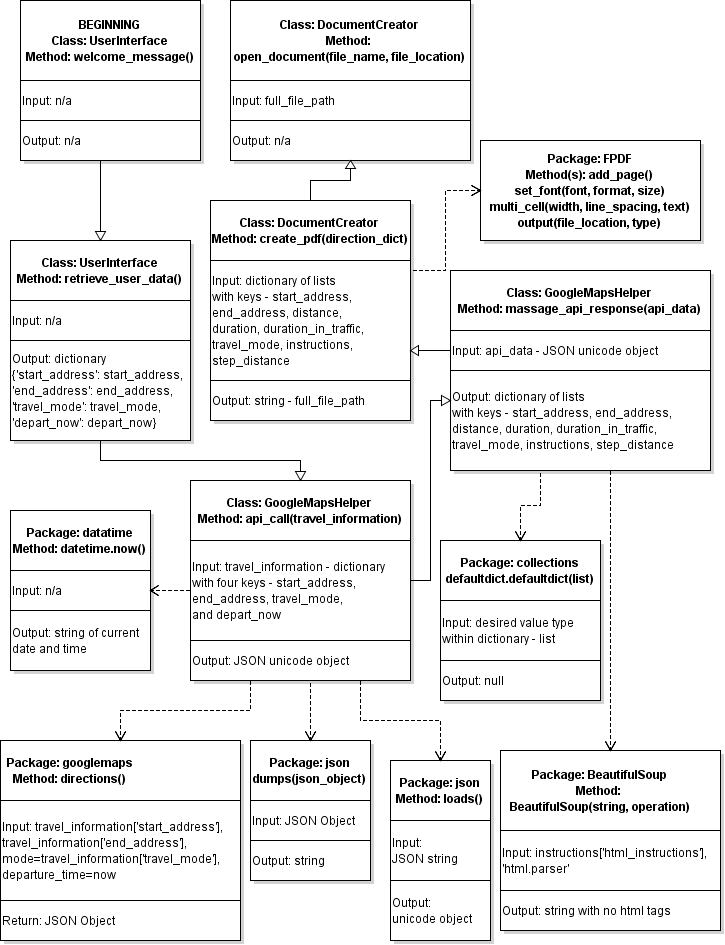 BEGINNING
Class: UserInterface
Method: welcome_message()
Input: n/a
Output: n/a
Class: DocumentCreator
Method:
open_document(file_name, file_location)
Input: full_file_path
Output: n/a
Package: FPDF
Method(s): add_page()
set_font(font, format, size)
multi_cell(width, line_spacing, text)
output(file_location, type)
Class: DocumentCreator
Method: create_pdf(direction_dict)
Input: dictionary of lists
with keys - start_address,
end_address, distance,
duration, duration_in_traffic,
travel_mode, instructions,
step_distance
Output: string - full_file_path
Class: UserInterface
Method: retrieve_user_data()
Input: n/a
Output: dictionary
{'start_address': start_address,
'end_address': end_address,
'travel_mode': travel_mode,
'depart_now': depart_now}
Class: GoogleMapsHelper
Method: massage_api_response(api_data)
Input: api_data - JSON unicode object
Output: dictionary of lists
with keys - start_address, end_address,
distance, duration, duration_in_traffic,
travel_mode, instructions, step_distance
Class: GoogleMapsHelper
Method: api_call(travel_information)
Input: travel_information - dictionary
with four keys - start_address,
end_address, travel_mode,
and depart_now
Output: JSON unicode object
Package: datatime
Method: datetime.now()
Input: n/a
Output: string of current
date and time
Package: collections
defaultdict.defaultdict(list)
Input: desired value type
within dictionary - list
Output: null
Package: googlemaps
Method: directions()
Input: travel_information['start_address'],
travel_information['end_address'],
mode=travel_information['travel_mode'],
departure_time=now
Return: JSON Object
Package: json
dumps(json_object)
Input: JSON Object
Output: string
Package: json
Method: loads()
Input:
JSON string
Output:
unicode object
Package: BeautifulSoup
Method:
BeautifulSoup(string, operation)
Input: instructions['html_instructions'],
'html.parser'
Output: string with no html tags